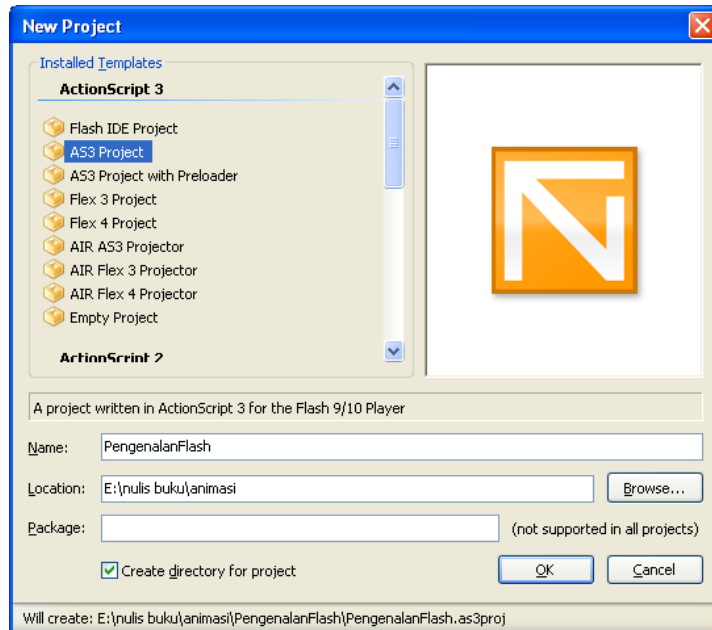 New Project
Installed Templates
ActionScript 3
Flash IDE Project
AS3 Project
AS3 Project with Preloader
Flex 3 Project
Flex 4 Project
AIR AS3 Projector
AIR Flex 3 Projector
AIR Flex 4 Projector
Empty Project
ActionScript 2
A project written in ActionScript 3 for the Flash 9/10 Player
Name: PengenalanFlash
Location: E:\nulis buku\animasi Browse...
Package: (not supported in all projects)
Create directory for project OK Cancel
Will create: E:\nulis buku\animasi\PengenalanFlash\PengenalanFlash.as3proj